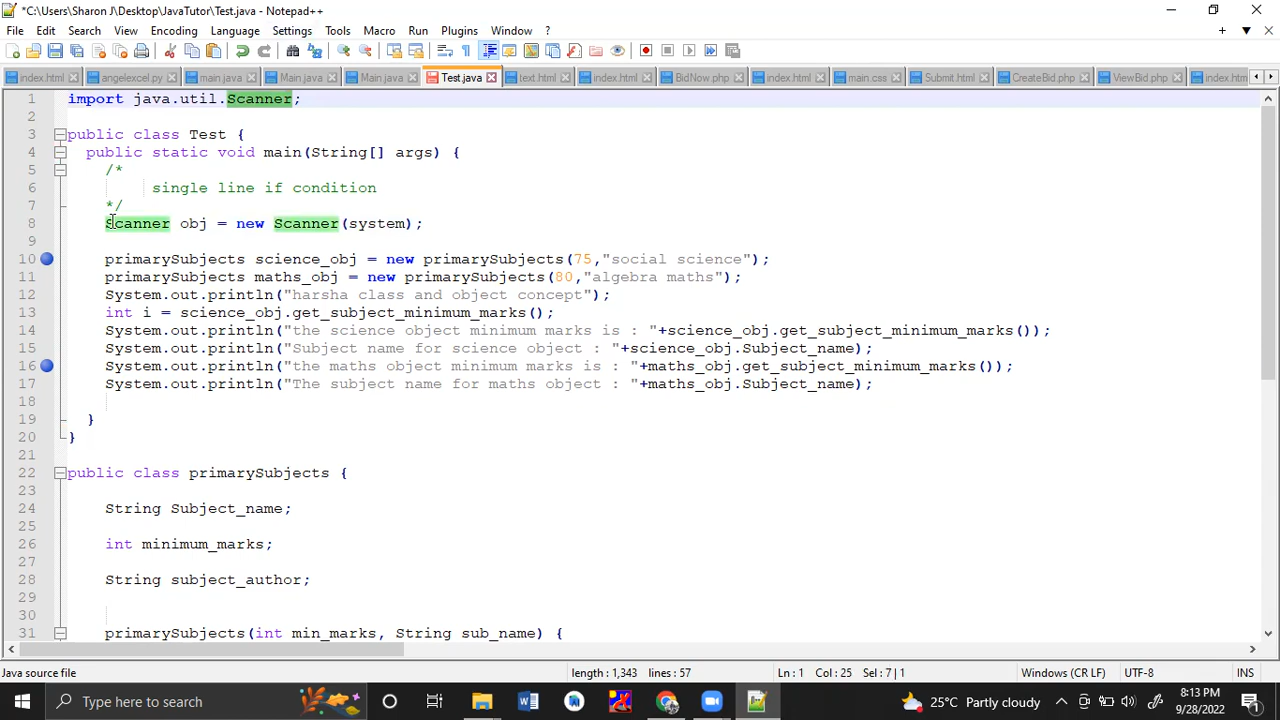 *C:\Users\Sharon J\Desktop\JavaTutor\Test.java - Notepad++
File Edit Search View Encoding Language Settings Tools Macro Run Plugins Window ?
index.html angelexcel.py main.java Main.java Main.java Test.java text.html index.html BidNow.php index.html main.css Submit.html CreateBid.php ViewBid.php index.htm
1 import java.util.Scanner;
2
3 public class Test {
4 public static void main(String[] args) {
5 /*
6 single line if condition
7 */
8 Scanner obj = new Scanner(system);
9
10 primarySubjects science_obj = new primarySubjects(75,"social science");
11 primarySubjects maths_obj = new primarySubjects(80,"algebra maths");
12 System.out.println("harsha class and object concept");
13 int i = science_obj.get_subject_minimum_marks();
14 System.out.println("the science object minimum marks is : "+science_obj.get_subject_minimum_marks());
15 System.out.println("Subject name for science object : "+science_obj.Subject_name);
16 System.out.println("the maths object minimum marks is : "+maths_obj.get_subject_minimum_marks());
17 System.out.println("The subject name for maths object : "+maths_obj.Subject_name);
18
19 }
20 }
21
22 public class primarySubjects {
23
24 String Subject_name;
25
26 int minimum_marks;
27
28 String subject_author;
29
30
31 primarySubjects(int min_marks, String sub_name) {
Java source file length : 1,343 lines : 57 Ln : 1 Col : 25 Sel : 7 | 1 Windows (CR LF) UTF-8 INS
Type here to search 25°C Partly cloudy 8:13 PM
9/28/2022